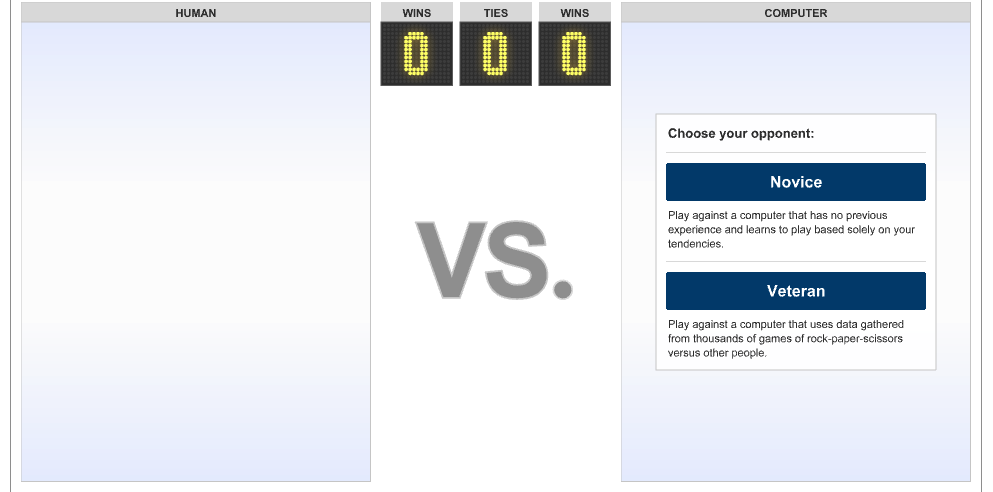 HUMAN
WINS
TIES
WINS
COMPUTER
0
0
0
Choose your opponent:
Novice
Play against a computer that has no previous
experience and learns to play based solely on your
tendencies.
VS.
Veteran
Play against a computer that uses data gathered
from thousands of games of rock-paper-scissors
versus other people.